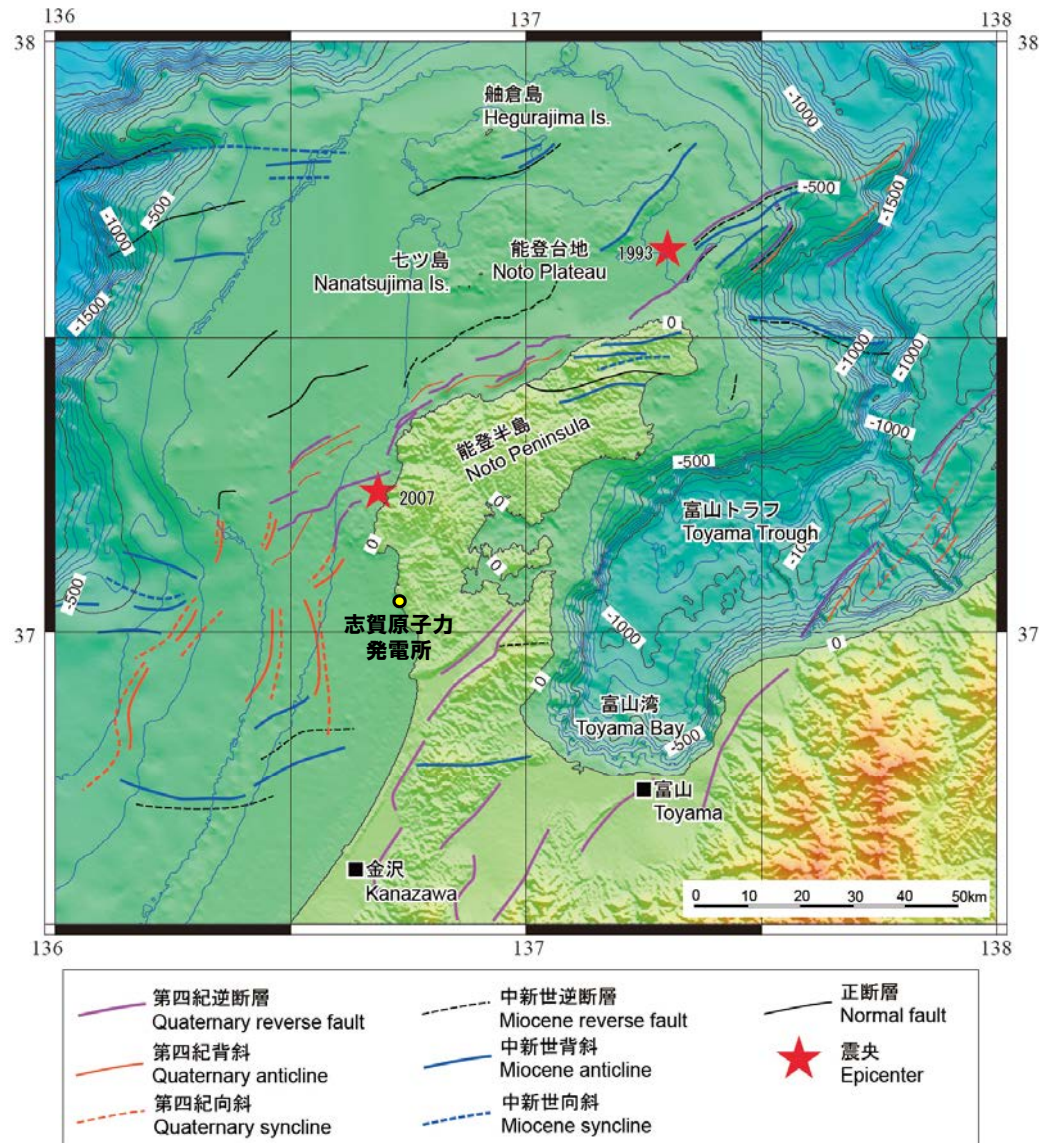 136
137
138
38
38
舳倉島
Hegurajima Is.
-1000
-500
-1500
-500
-1000
-1500
七ツ島
Nanatsujima Is.
能登台地
Noto Plateau
1993
0
-1000
-1000
-1000
能登半島
Noto Peninsula
-500
2007
0
0
0
富山トラフ
Toyama Trough
-500
志賀原子力
発電所
37
37
-1000
0
0
富山湾
Toyama Bay
-500
富山
Toyama
金沢
Kanazawa
0 10 20 30 40 50km
136
137
138
第四紀逆断層
Quaternary reverse fault
第四紀背斜
Quaternary anticline
第四紀向斜
Quaternary syncline
中新世逆断層
Miocene reverse fault
中新世背斜
Miocene anticline
中新世向斜
Miocene syncline
正断層
Normal fault
震央
Epicenter